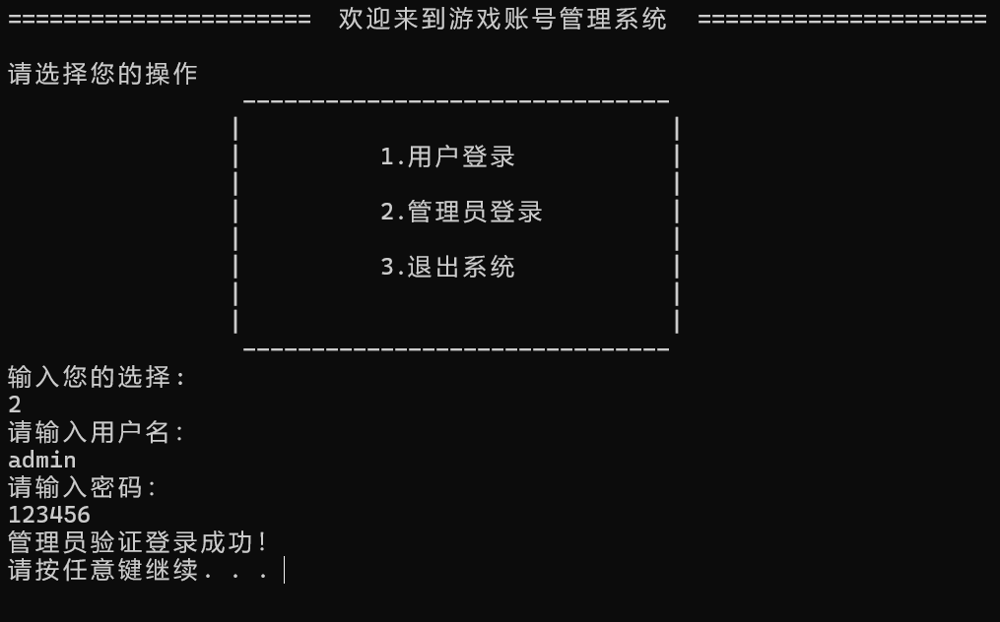 ====================== 欢迎来到游戏账号管理系统 =====================
请选择您的操作
-------------------------------
|                                |
|          1.用户登录            |
|                                |
|          2.管理员登录          |
|                                |
|          3.退出系统            |
|                                |
|                                |
-------------------------------
输入您的选择:
2
请输入用户名:
admin
请输入密码:
123456
管理员验证登录成功!
请按任意键继续. . .